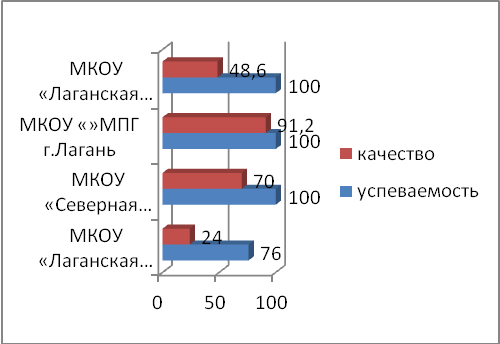 МКОУ
«Лаганская...
48,6
100
МКОУ «»МПГ
г.Лагань
91,2
100
МКОУ
«Северная...
70
100
МКОУ
«Лаганская...
24
76
0 50 100
качество
успеваемость